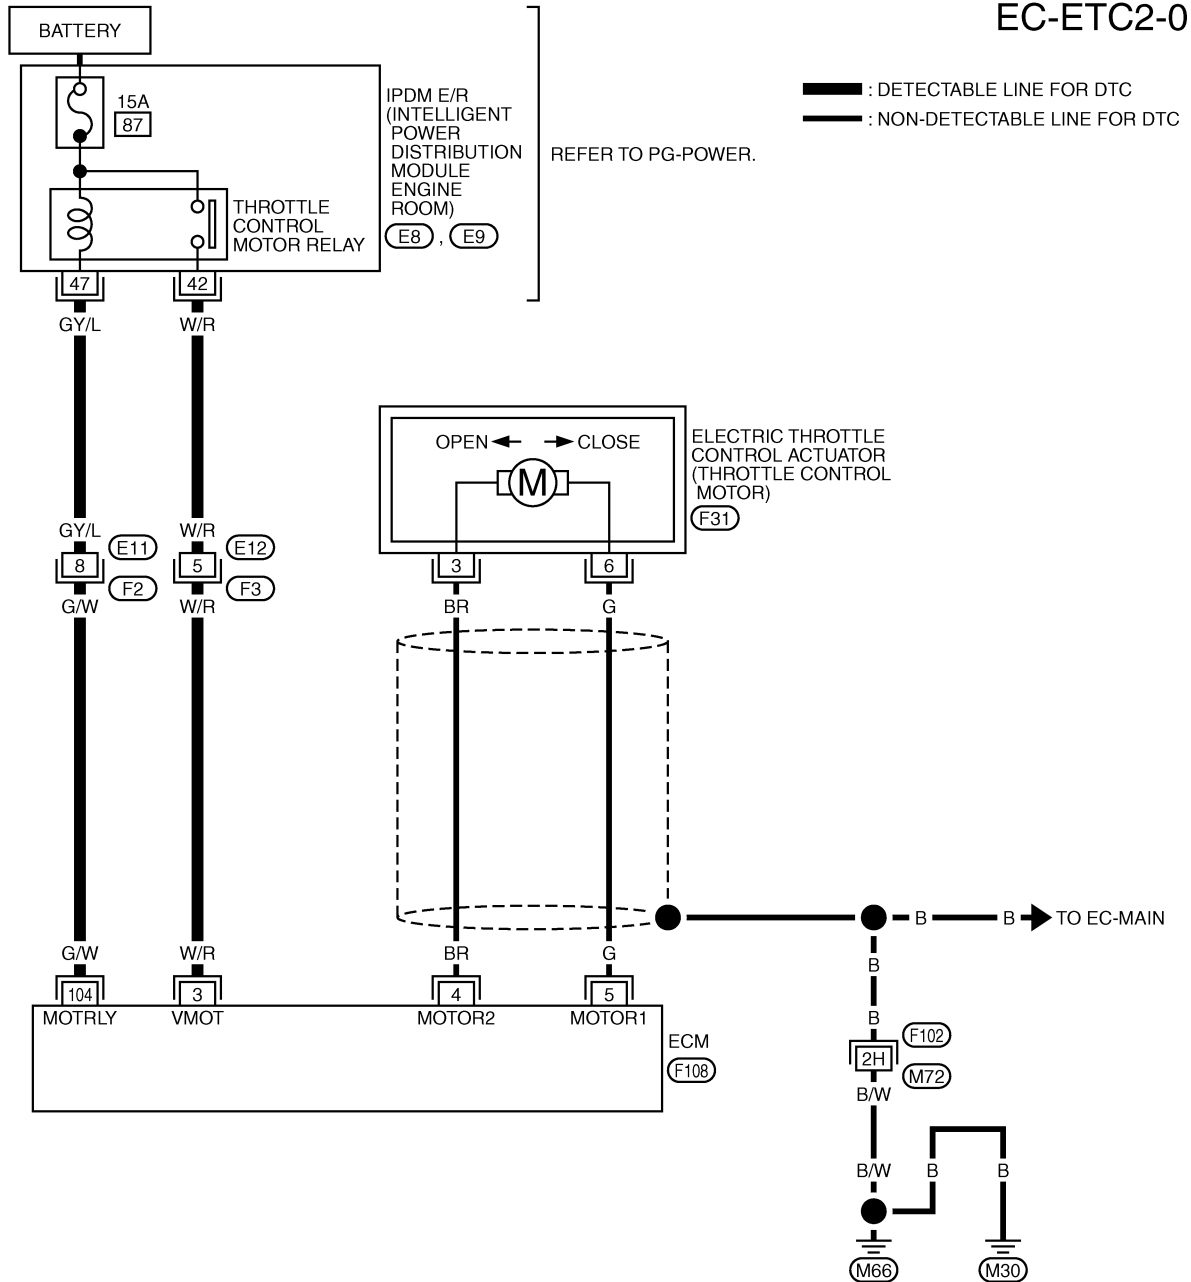 EC-ETC2-0
BATTERY
: DETECTABLE LINE FOR DTC
: NON-DETECTABLE LINE FOR DTC
15A
87
IPDM E/R
(INTELLIGENT
POWER
DISTRIBUTION
MODULE
ENGINE
ROOM)
E8 , E9
REFER TO PG-POWER.
THROTTLE
CONTROL
MOTOR RELAY
47 42
GY/L W/R
OPEN CLOSE
M
ELECTRIC THROTTLE
CONTROL ACTUATOR
(THROTTLE CONTROL
MOTOR)
F31
GY/L W/R
8 E11 5 E12
F2 F3
3 6
G/W W/R BR G
B B TO EC-MAIN
G/W W/R BR G
B
104 3 4 5
MOTRLY VMOT MOTOR2 MOTOR1
B
ECM
F108
F102
2H
M72
B/W
B/W B B
M66 M30